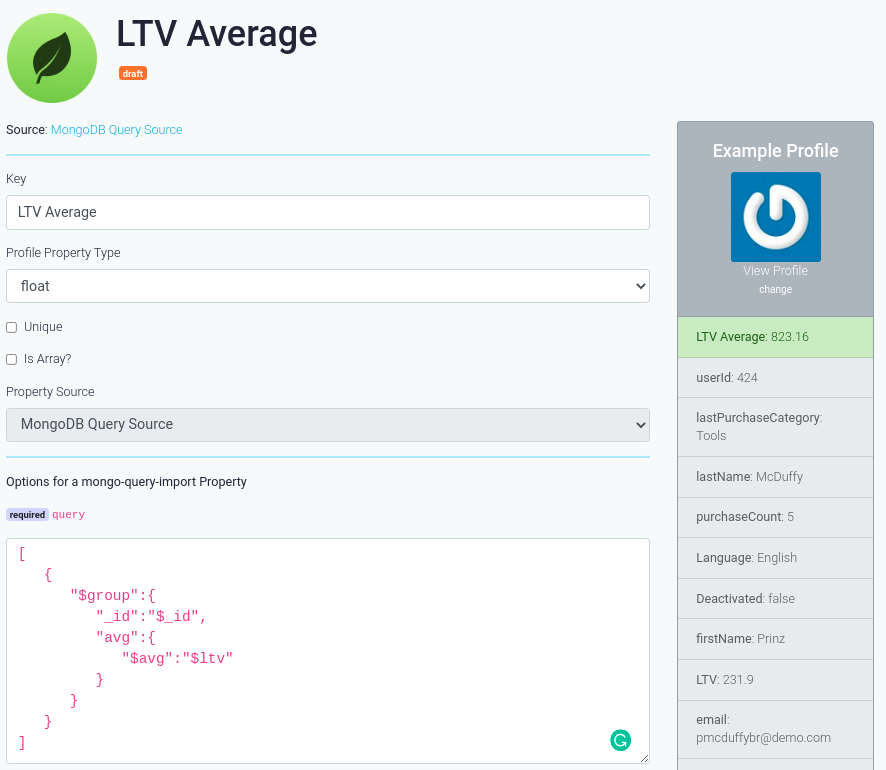 LTV Average
draft
Source: MongoDB Query Source
Key
LTV Average
Profile Property Type
float
Unique
Is Array?
Property Source
MongoDB Query Source
Options for a mongo-query-import Property
required query
[
   {
      "$group":{
         "_id":"$_id",
         "avg":{
            "$avg":"$ltv"
         }
      }
   }
]
Example Profile
View Profile
change
LTV Average: 823.16
userId: 424
lastPurchaseCategory:
Tools
lastName: McDuffy
purchaseCount: 5
Language: English
Deactivated: false
firstName: Prinz
LTV: 231.9
email:
pmcduffybr@demo.com